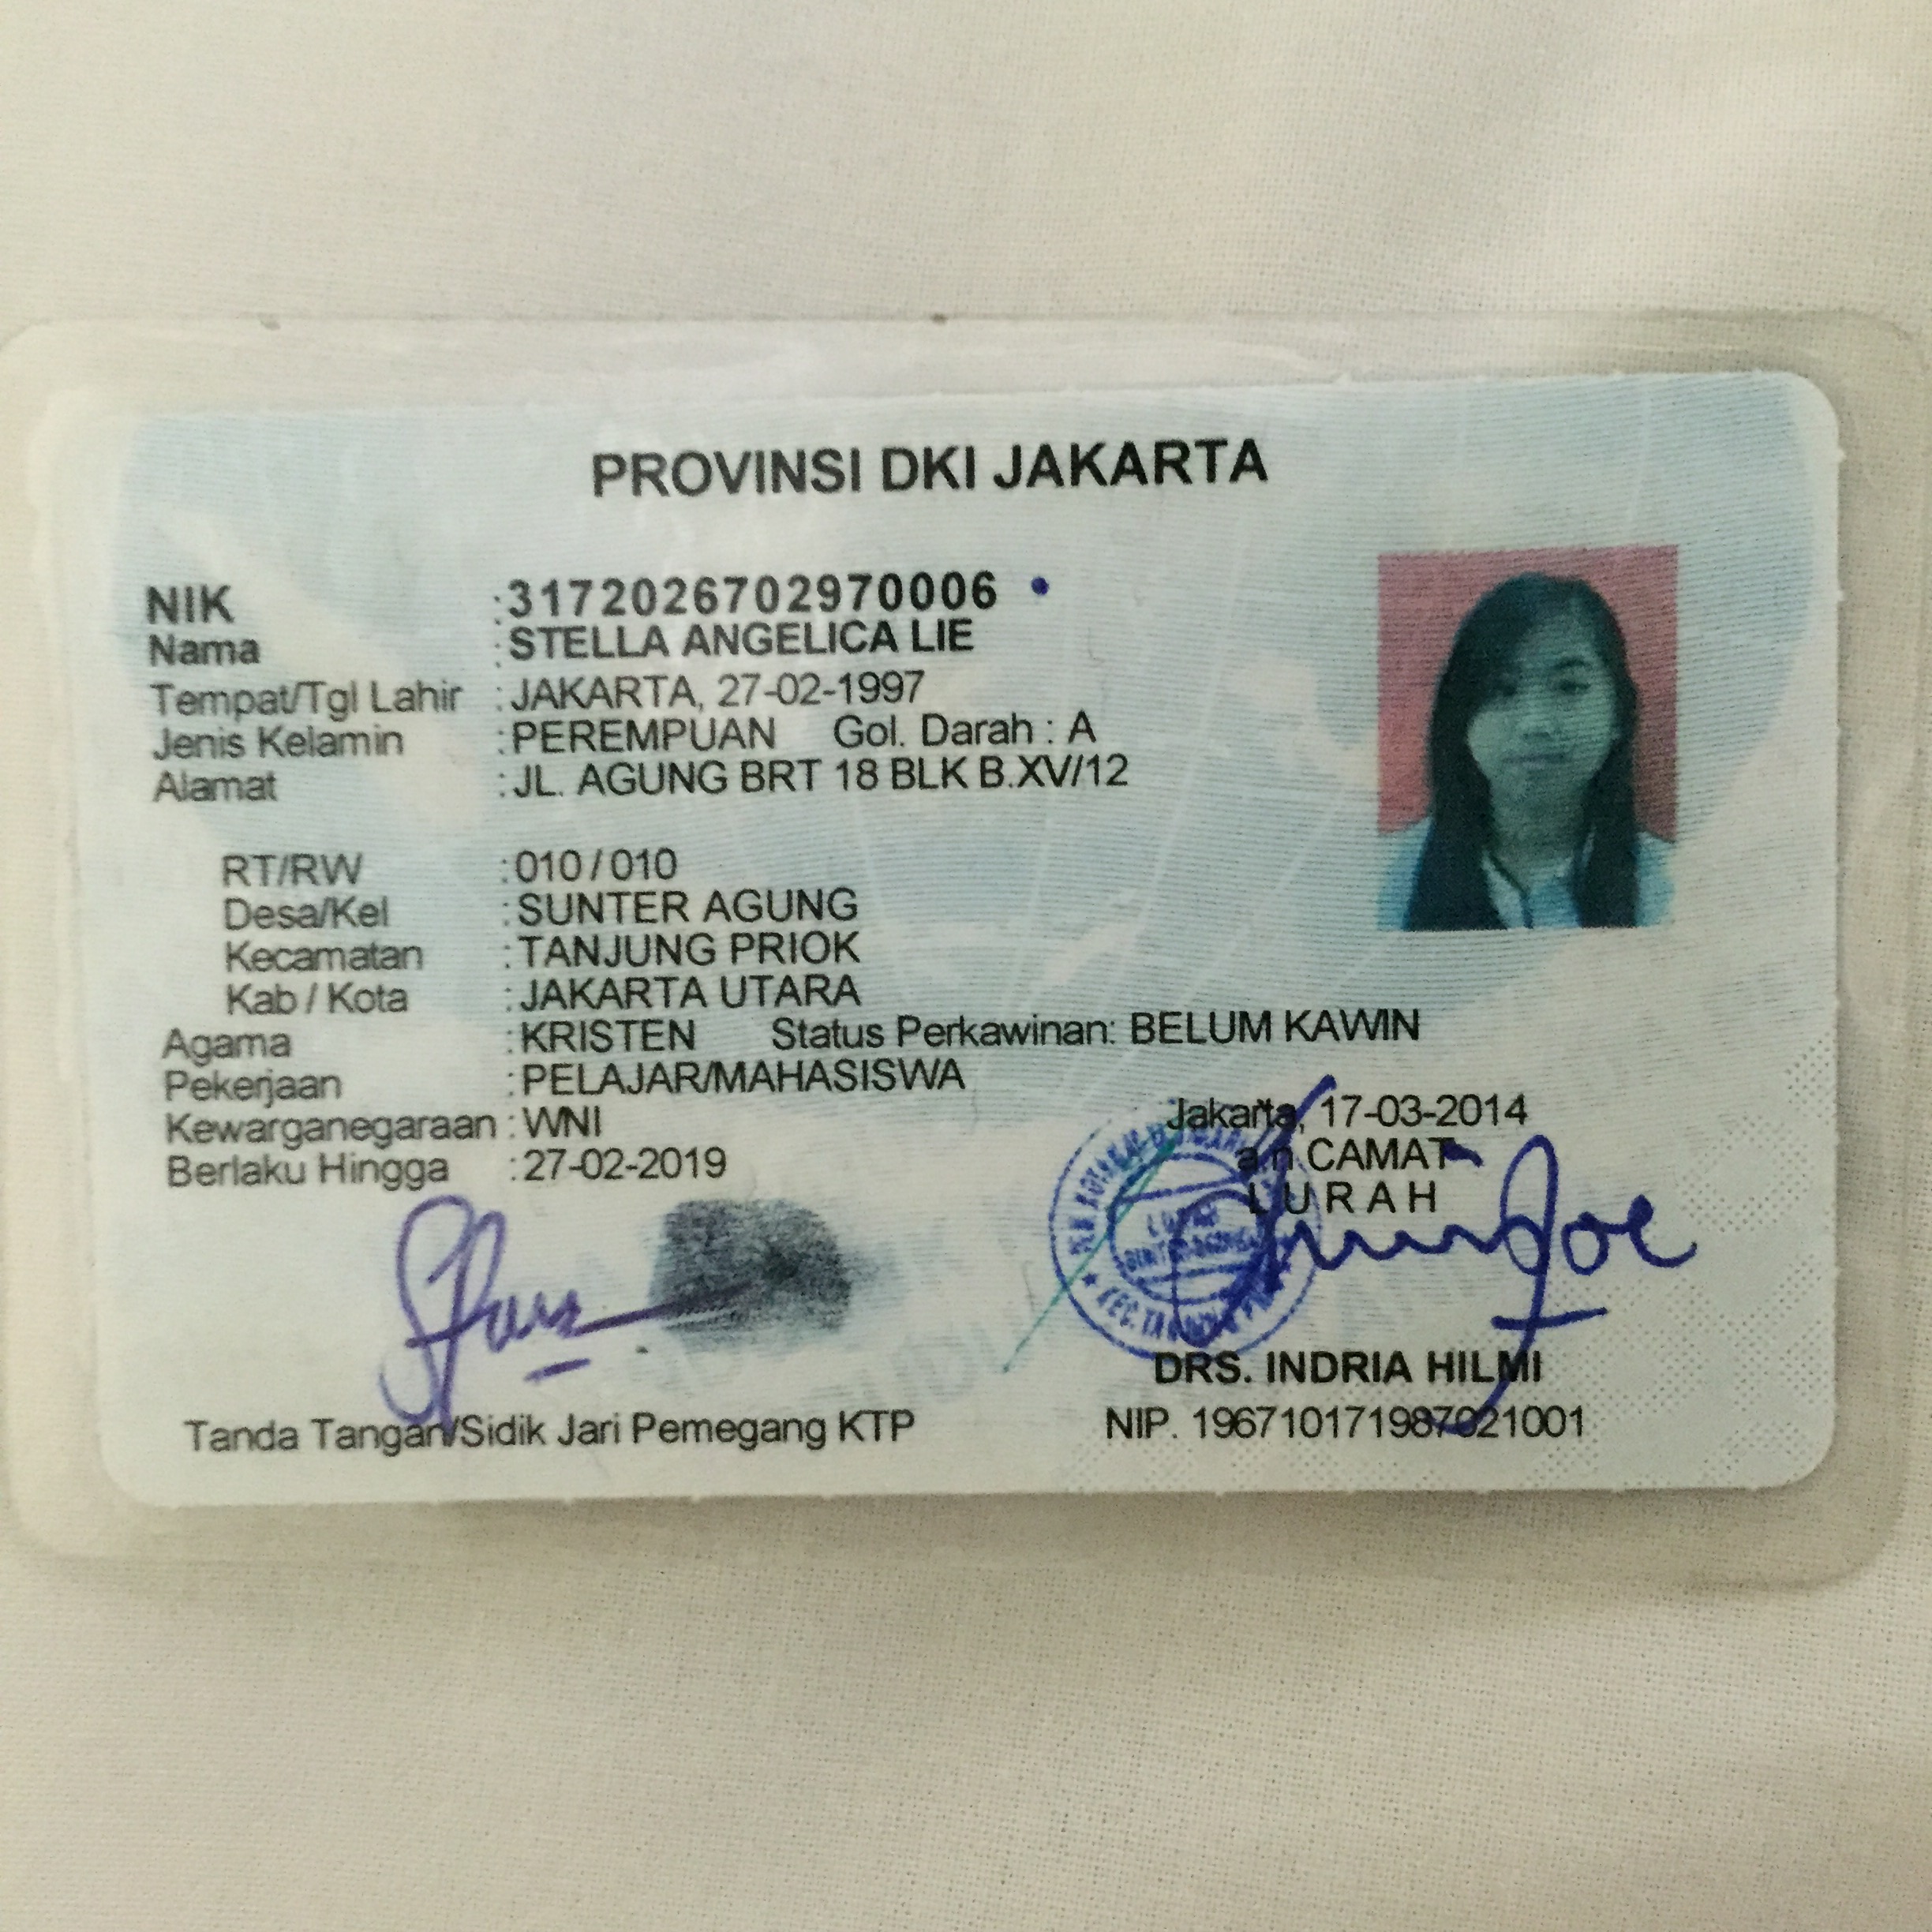 PROVINSI DKI JAKARTA
NIK : 3172026702970006
Nama : STELLA ANGELICA LIE
Tempat/Tgl Lahir : JAKARTA, 27-02-1997
Jenis Kelamin : PEREMPUAN Gol. Darah : A
Alamat : JL. AGUNG BRT 18 BLK B.XV/12
RT/RW : 010 / 010
Desa/Kel : SUNTER AGUNG
Kecamatan : TANJUNG PRIOK
Kab / Kota : JAKARTA UTARA
Agama : KRISTEN Status Perkawinan: BELUM KAWIN
Pekerjaan : PELAJAR/MAHASISWA
Kewarganegaraan : WNI
Berlaku Hingga : 27-02-2019
Jakarta, 17-03-2014
a.n. CAMAT
LURAH
DRS. INDRIA HILMI
NIP. 196710171987021001
Tanda Tangan/Sidik Jari Pemegang KTP